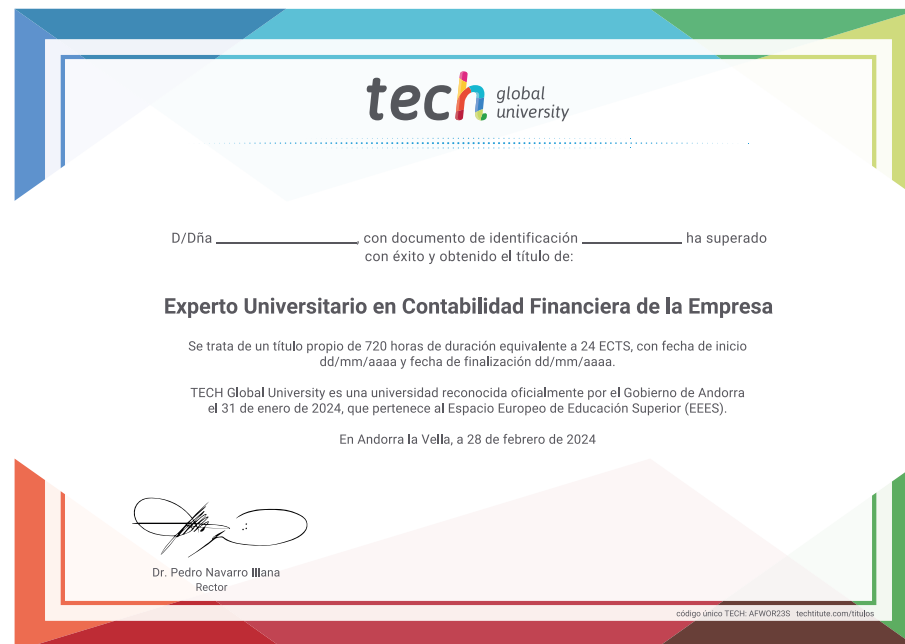 tech global university
D/Dña ______________, con documento de identificación __________ ha superado
con éxito y obtenido el título de:
Experto Universitario en Contabilidad Financiera de la Empresa
Se trata de un título propio de 720 horas de duración equivalente a 24 ECTS, con fecha de inicio
dd/mm/aaaa y fecha de finalización dd/mm/aaaa.
TECH Global University es una universidad reconocida oficialmente por el Gobierno de Andorra
el 31 de enero de 2024, que pertenece al Espacio Europeo de Educación Superior (EEES).
En Andorra la Vella, a 28 de febrero de 2024
Dr. Pedro Navarro Illana
Rector
código único TECH: AFWOR23S techtitute.com/titulos